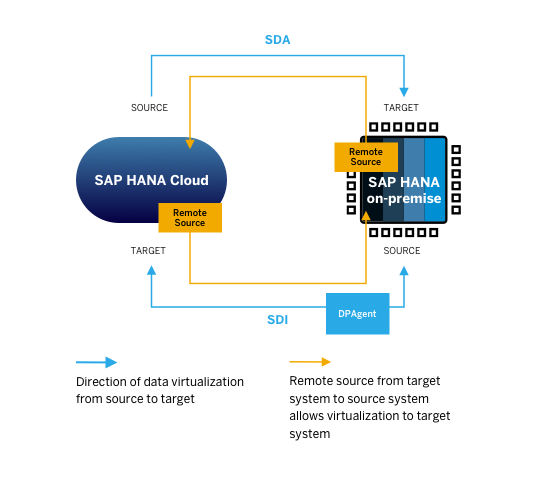 SDA
SOURCE
TARGET
Remote
Source
SAP HANA Cloud
SAP HANA
on-premise
Remote
Source
TARGET
SOURCE
DPAgent
SDI
Direction of data virtualization
from source to target
Remote source from target
system to source system
allows virtualization to target
system